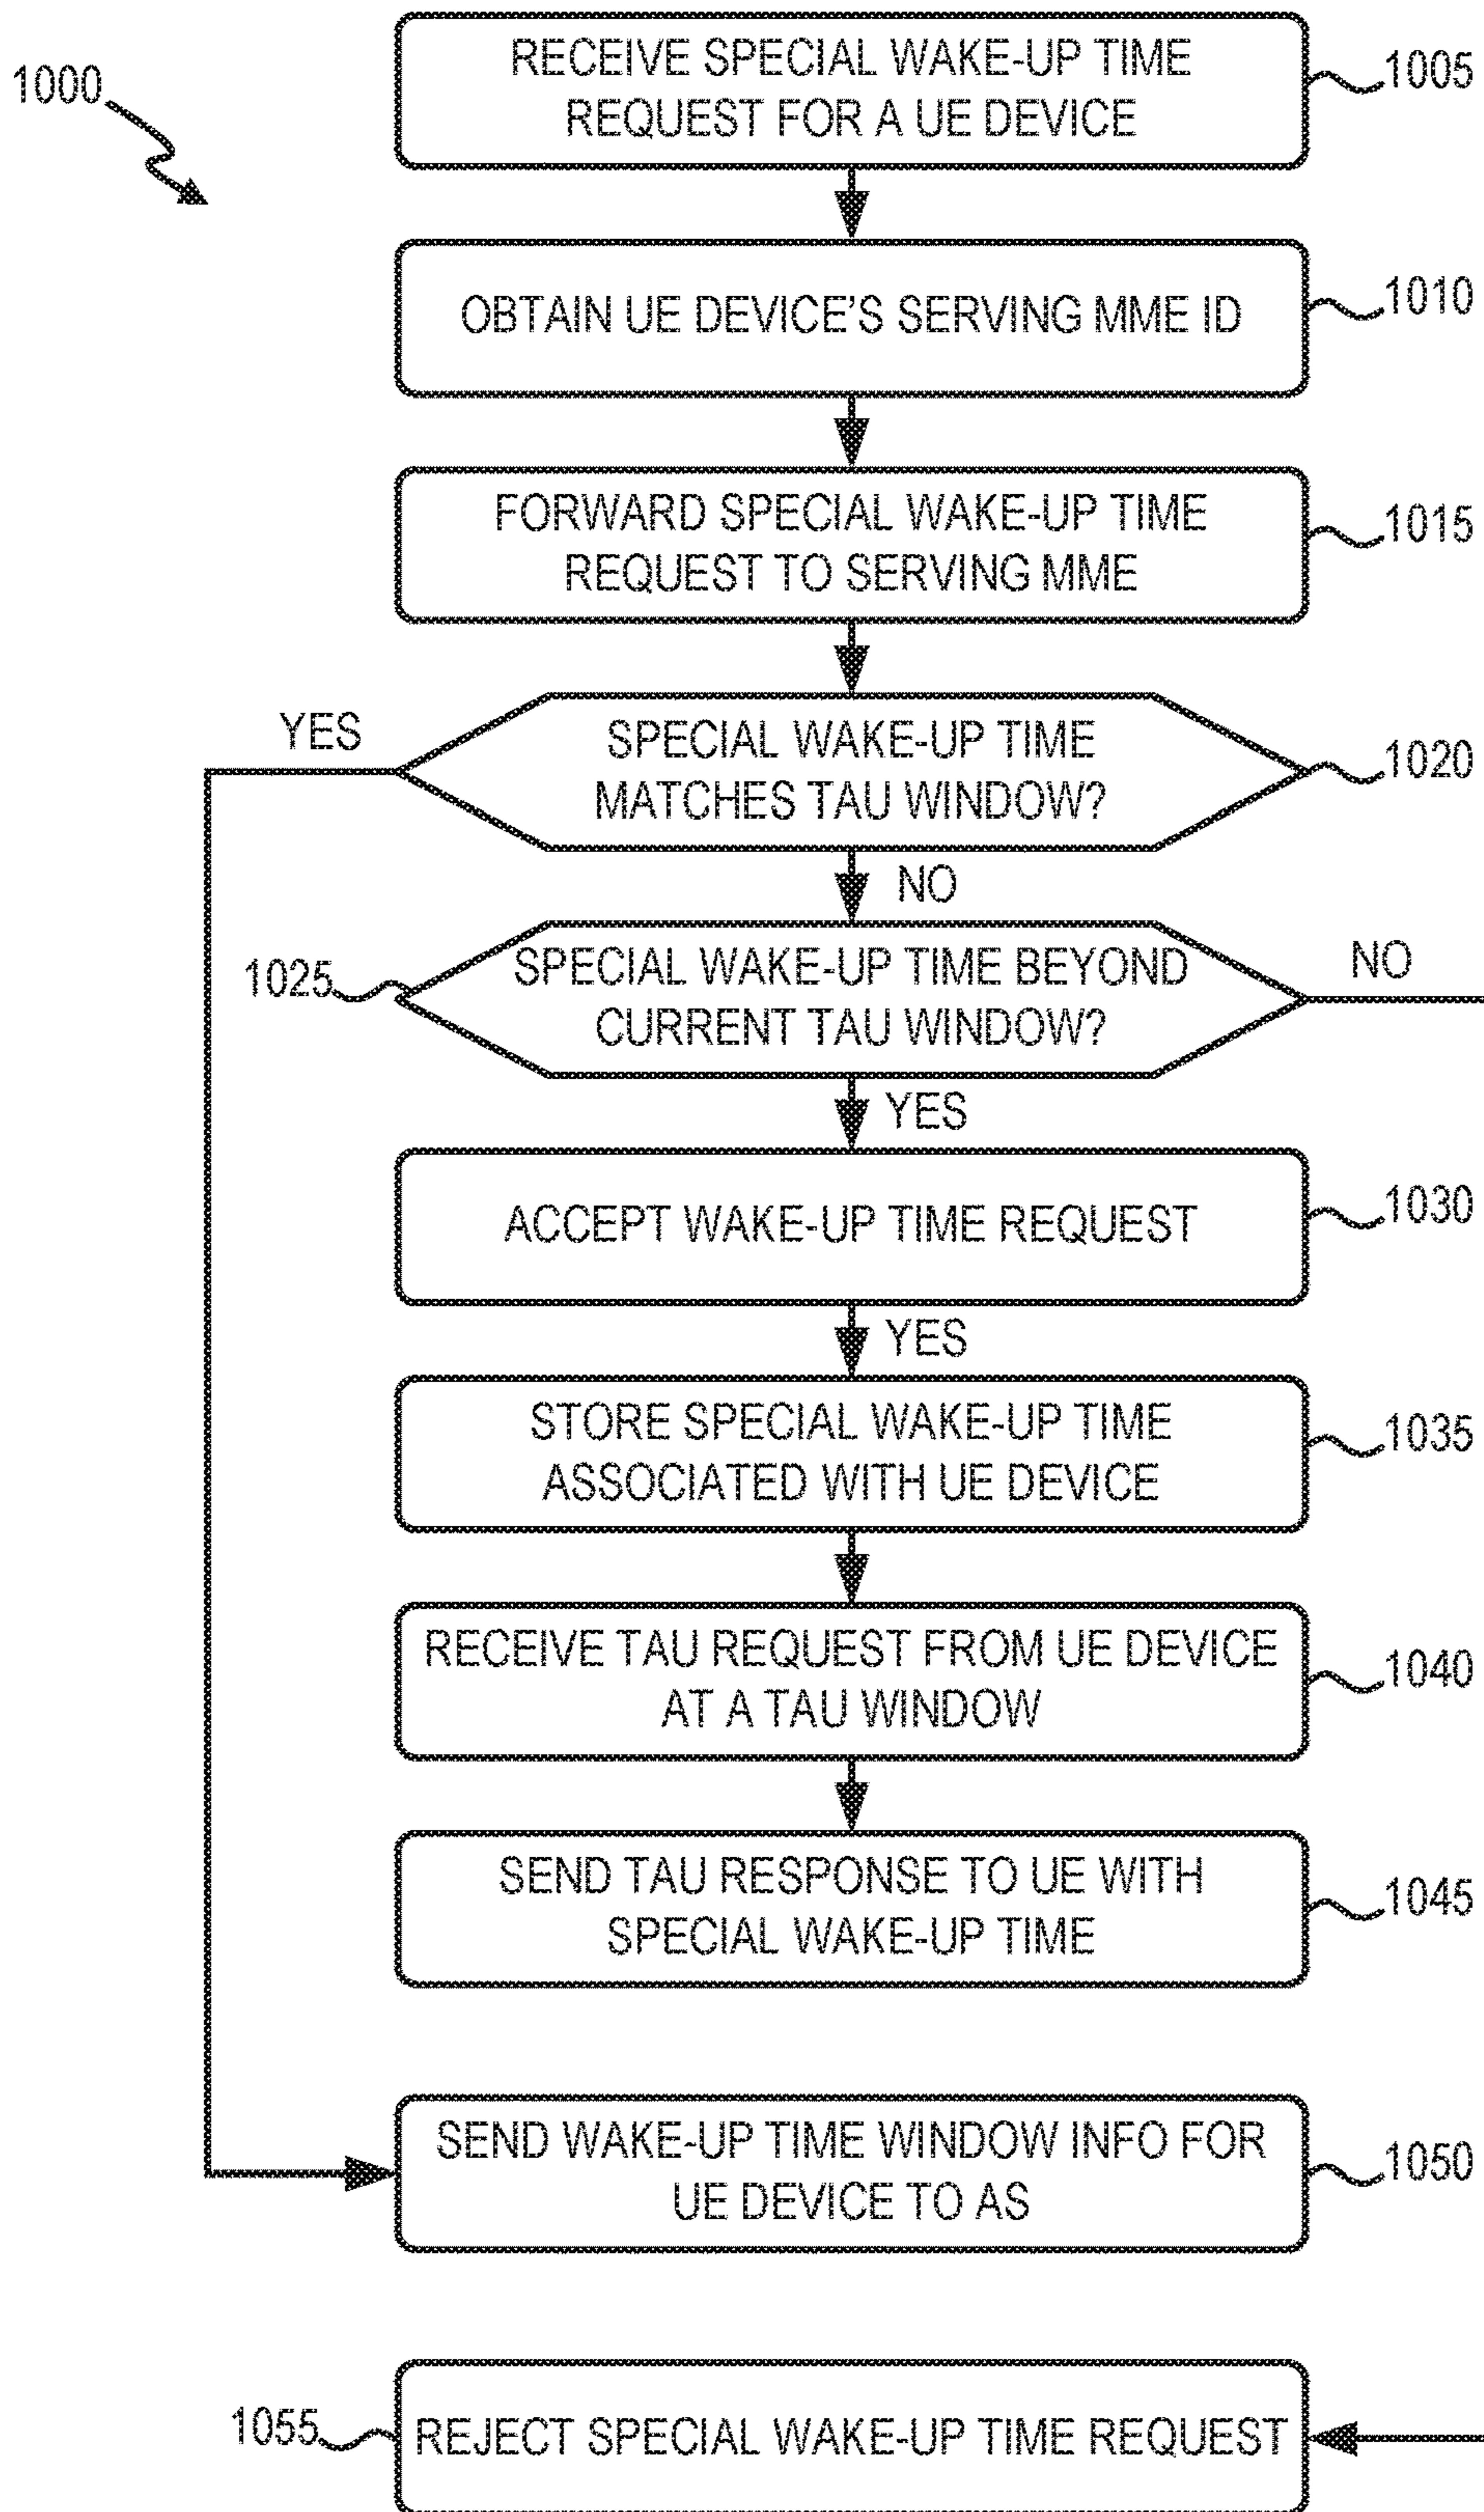 1000
RECEIVE SPECIAL WAKE-UP TIME
REQUEST FOR A UE DEVICE
1005
OBTAIN UE DEVICE'S SERVING MME ID
1010
FORWARD SPECIAL WAKE-UP TIME
REQUEST TO SERVING MME
1015
YES
SPECIAL WAKE-UP TIME
MATCHES TAU WINDOW?
1020
NO
1025
SPECIAL WAKE-UP TIME BEYOND
CURRENT TAU WINDOW?
NO
YES
ACCEPT WAKE-UP TIME REQUEST
1030
YES
STORE SPECIAL WAKE-UP TIME
ASSOCIATED WITH UE DEVICE
1035
RECEIVE TAU REQUEST FROM UE DEVICE
AT A TAU WINDOW
1040
SEND TAU RESPONSE TO UE WITH
SPECIAL WAKE-UP TIME
1045
SEND WAKE-UP TIME WINDOW INFO FOR
UE DEVICE TO AS
1050
1055
REJECT SPECIAL WAKE-UP TIME REQUEST